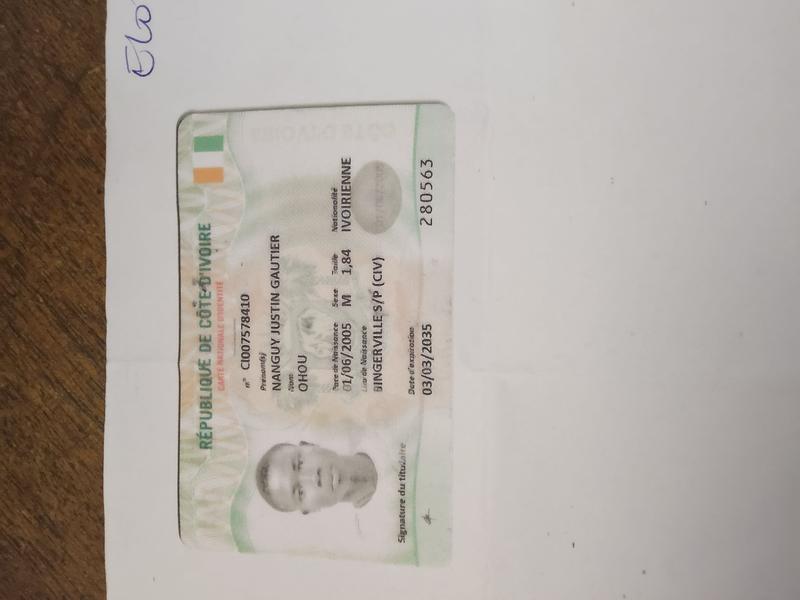 RÉPUBLIQUE DE CÔTE D'IVOIRE
CARTE NATIONALE D'IDENTITÉ
n° CI007578410
Prénom(s)
NANGUY JUSTIN GAUTIER
Nom
OHOU
Date de Naissance Sexe Taille Nationalité
01/06/2005 M 1,84 IVOIRIENNE
Lieu de Naissance
BINGERVILLE S/P (CIV)
Date d'expiration
03/03/2035
280563
Signature du titulaire
CÔTE D'IVOIRE